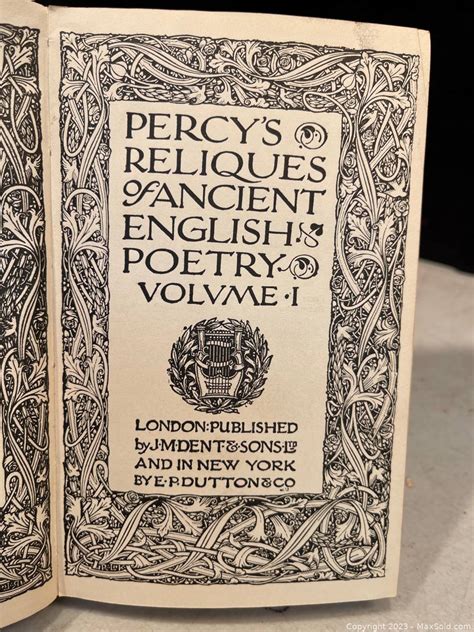 PERCY'S
RELIQUES
of ANCIENT
ENGLISH
POETRY
VOLVME·I
LONDON:PUBLISHED
by J·M·DENT·&·SONS·LTD
AND IN NEW YORK
BY E·P·DUTTON & CO
Copyright 2023 - MaxSold.com